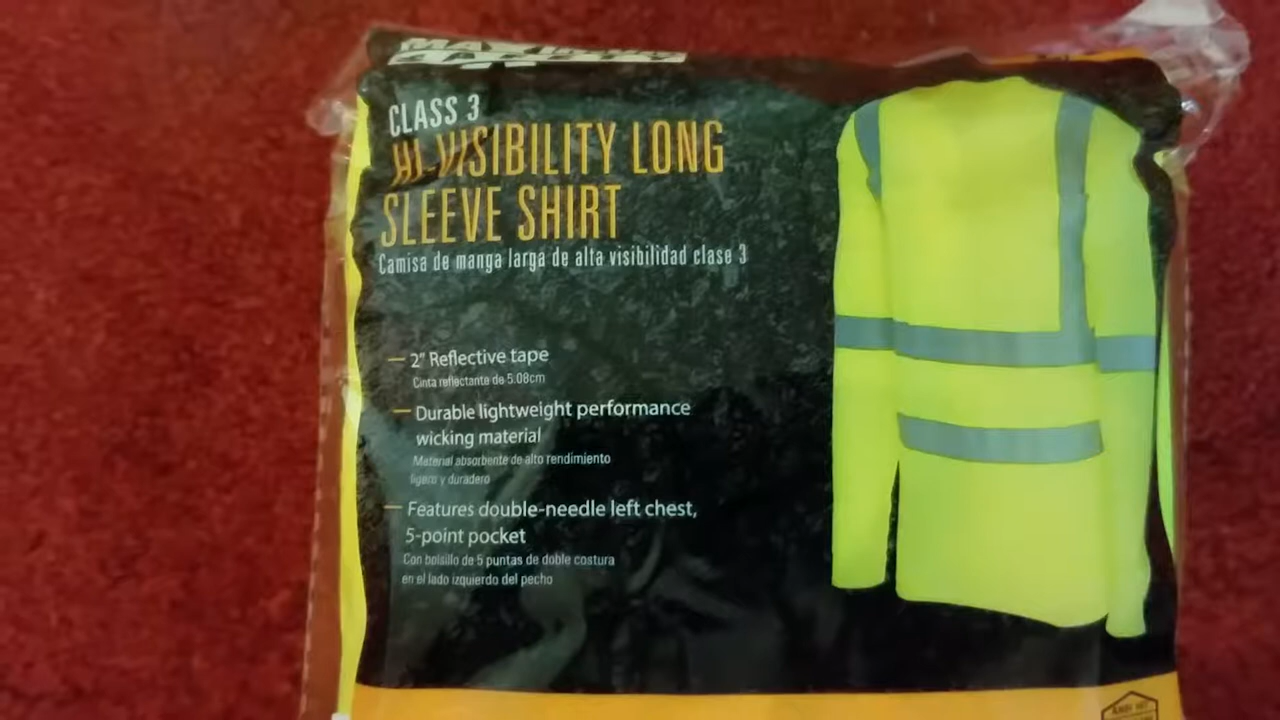 SAFETY
CLASS 3
HI-VISIBILITY LONG
SLEEVE SHIRT
Camisa de manga larga de alta visibilidad clase 3
— 2" Reflective tape
Cinta reflectante de 5.08cm
— Durable lightweight performance
wicking material
Material absorbente de alto rendimiento
ligero y duradero
— Features double-needle left chest,
5-point pocket
Con bolsillo de 5 puntas de doble costura
en el lado izquierdo del pecho